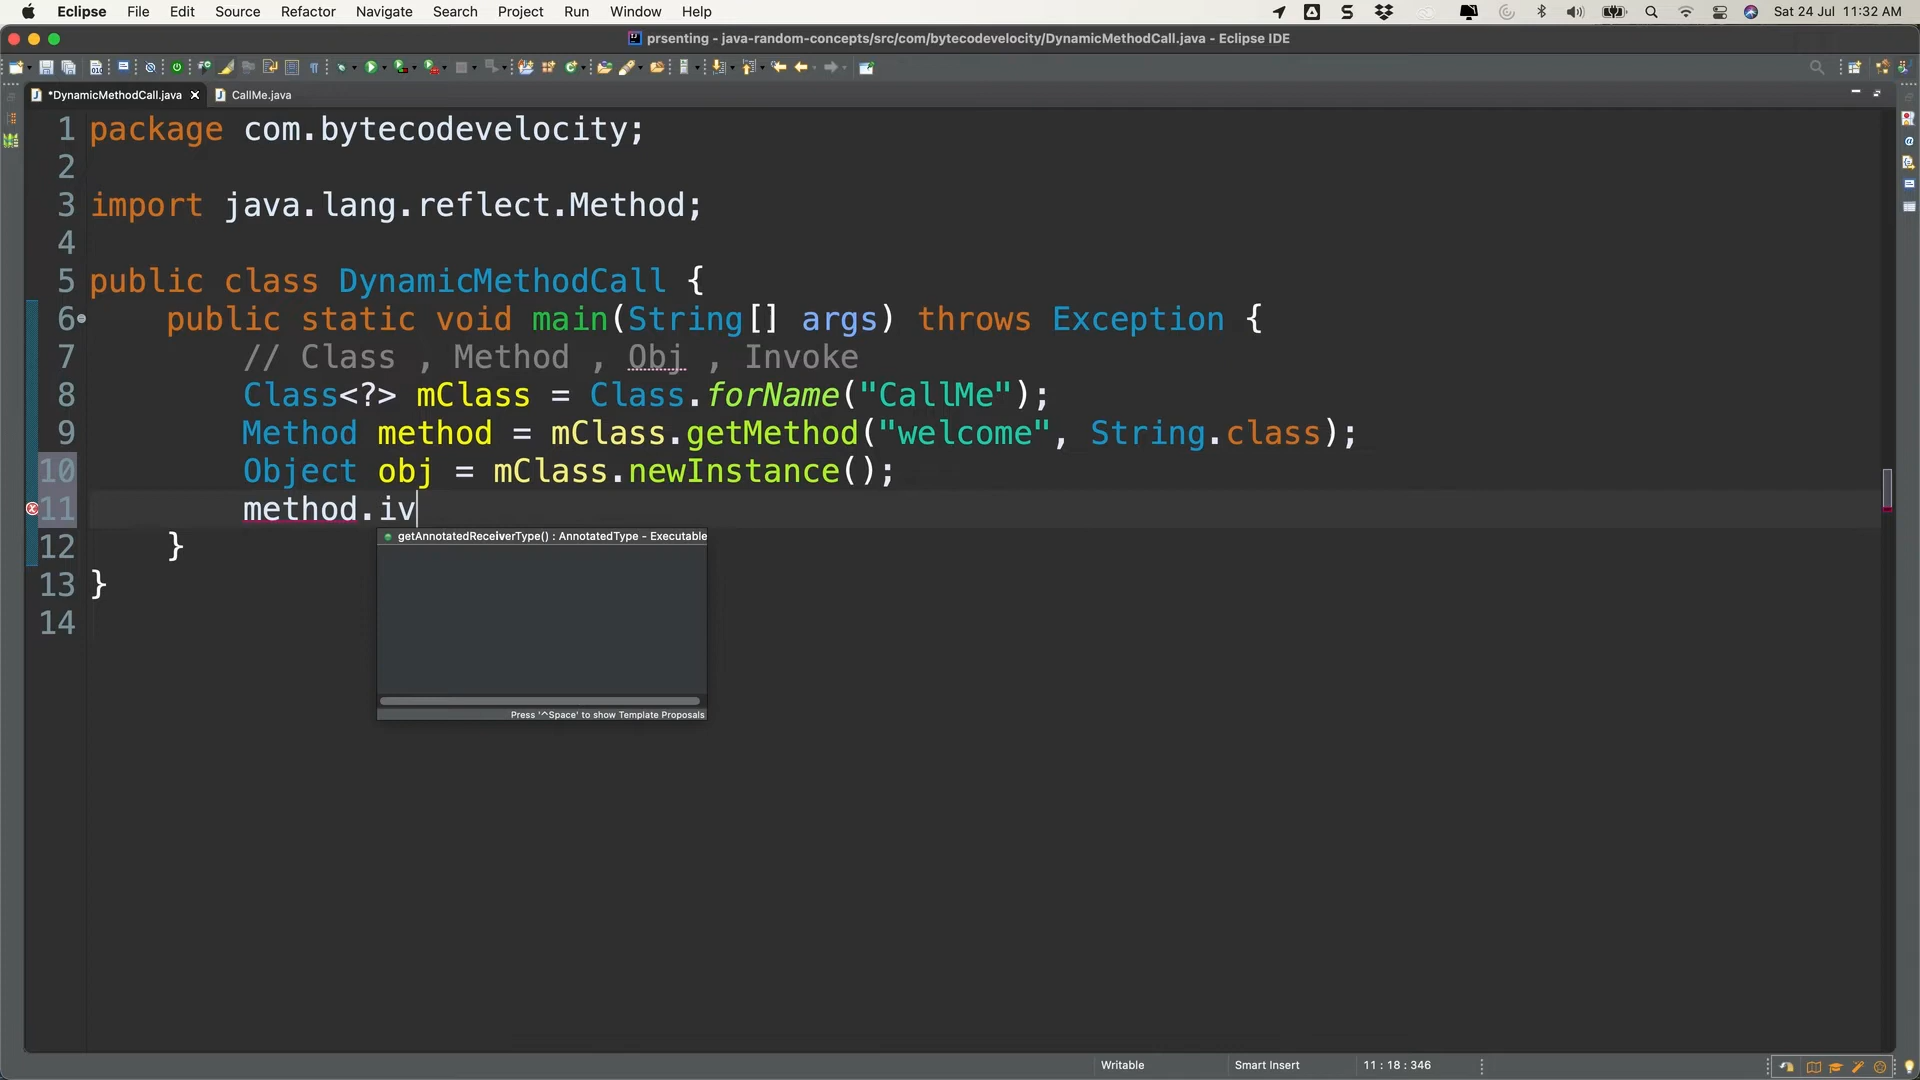 Eclipse File Edit Source Refactor Navigate Search Project Run Window Help Sat 24 Jul 11:32 AM
prsenting - java-random-concepts/src/com/bytecodevelocity/DynamicMethodCall.java - Eclipse IDE
*DynamicMethodCall.java CallMe.java
1 package com.bytecodevelocity;
2
3 import java.lang.reflect.Method;
4
5 public class DynamicMethodCall {
6 public static void main(String[] args) throws Exception {
7 // Class , Method , Obj , Invoke
8 Class<?> mClass = Class.forName("CallMe");
9 Method method = mClass.getMethod("welcome", String.class);
10 Object obj = mClass.newInstance();
11 method.iv
getAnnotatedReceiverType() : AnnotatedType - Executable
12 }
13 }
14
Press '^Space' to show Template Proposals
Writable Smart Insert 11 : 18 : 346